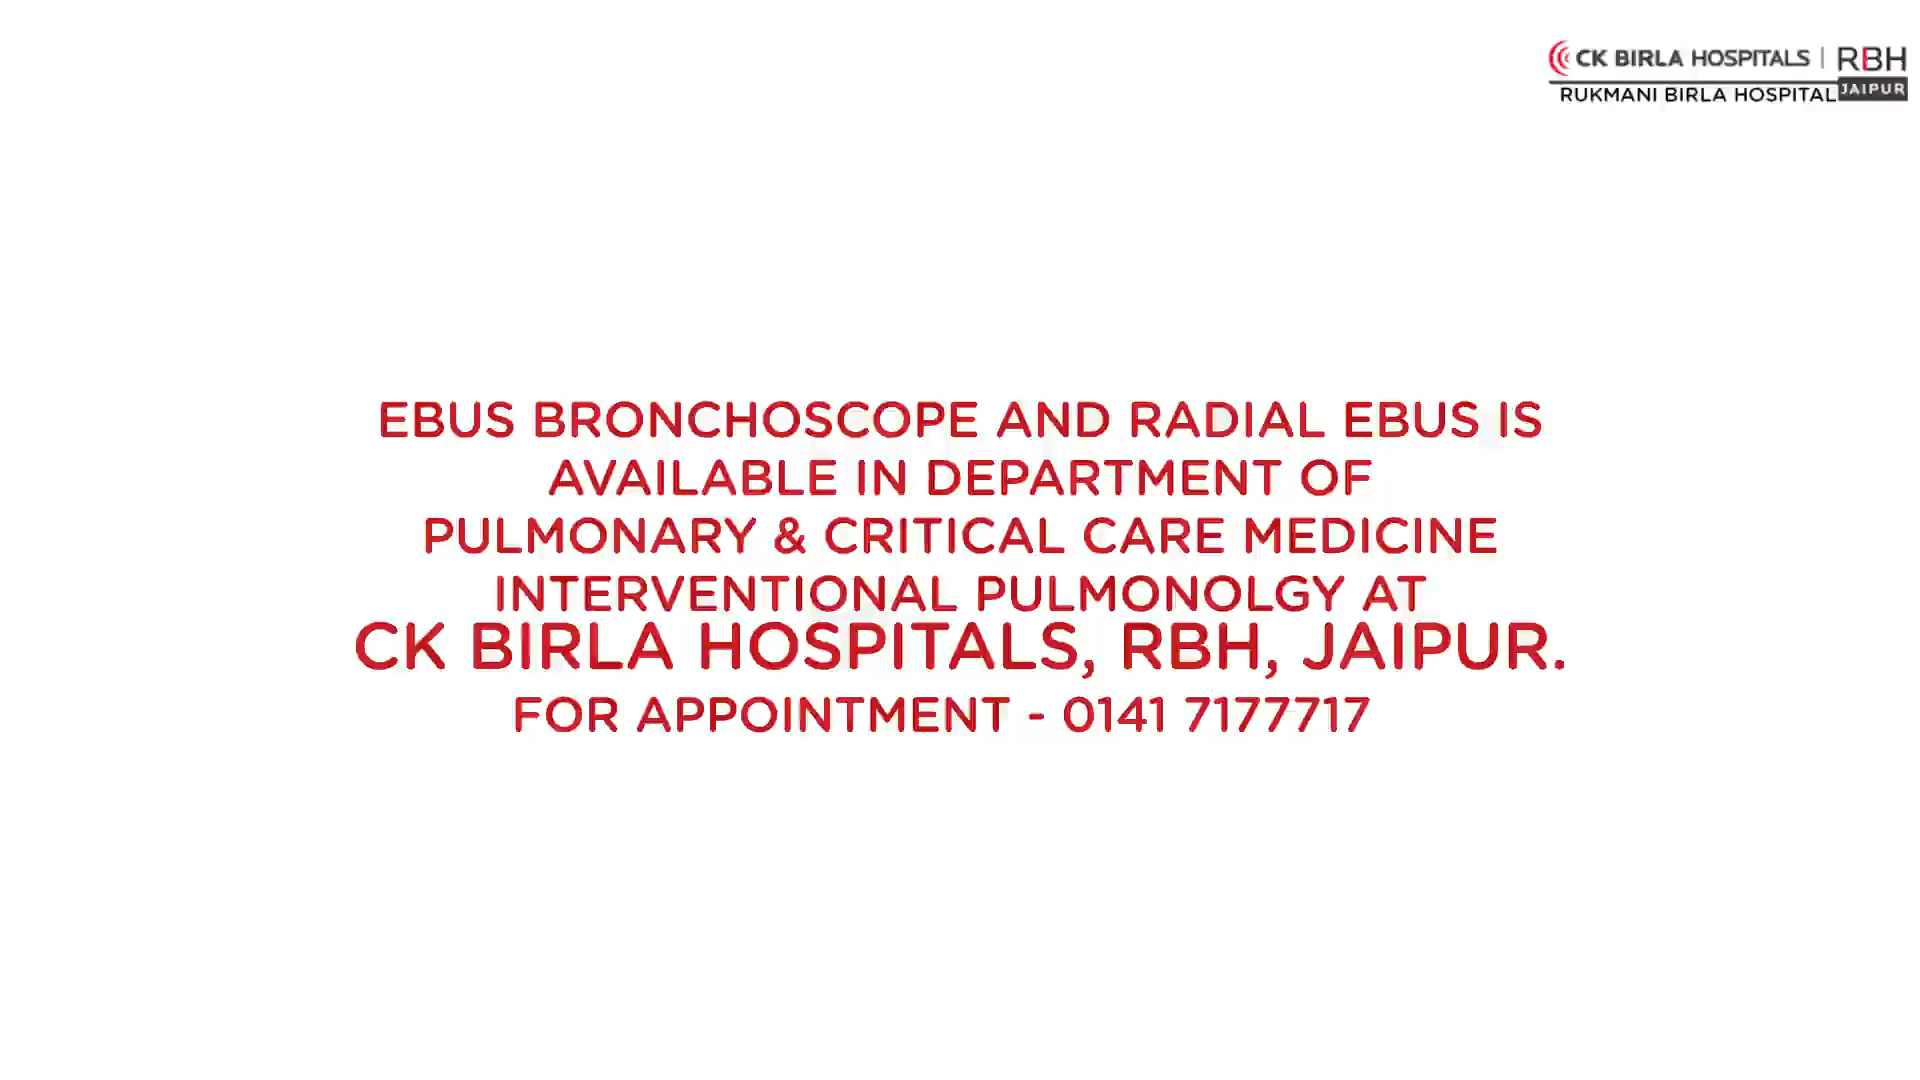 CK BIRLA HOSPITALS | RBH
RUKMANI BIRLA HOSPITAL JAIPUR
EBUS BRONCHOSCOPE AND RADIAL EBUS IS
AVAILABLE IN DEPARTMENT OF
PULMONARY & CRITICAL CARE MEDICINE
INTERVENTIONAL PULMONOLGY AT
CK BIRLA HOSPITALS, RBH, JAIPUR.
FOR APPOINTMENT - 0141 7177717